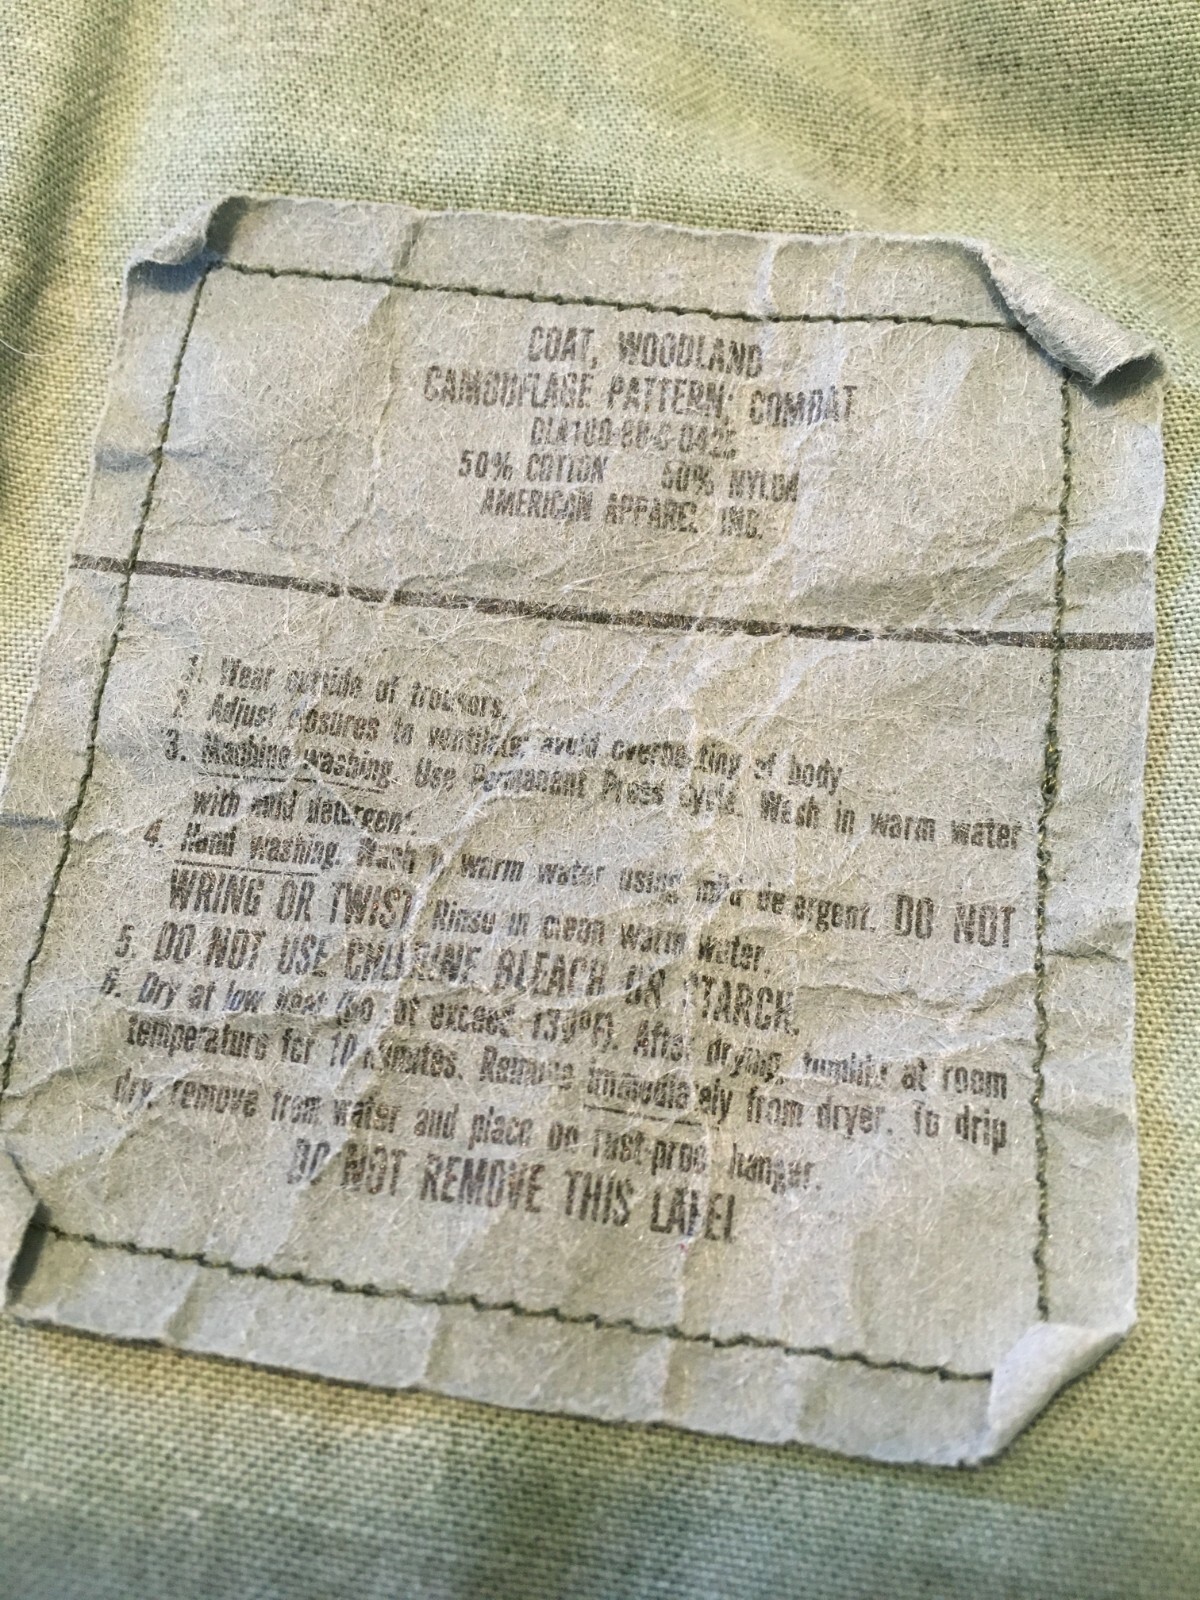 COAT, WOODLAND
CAMOUFLAGE PATTERN: COMBAT
50% COTTON 50% NYLON
AMERICAN APPAREL INC.
1. Wear outside of trousers.
2. Adjust closures to ventilate; avoid overheating of body
3. Machine washing. Use Permanant Press cycle. Wash in warm water
with mild detergent.
4. Hand washing. Wash in warm water using mild detergent. DO NOT
WRING OR TWIST. Rinse in clean warm water.
5. DO NOT USE CHLORINE BLEACH OR STARCH.
6. Dry at low heat (Do not exceed 130°F). After drying, tumble at room
temperature for 10 minutes. Remove immediately from dryer. To drip
dry, remove from water and place on rust-proof hanger.
DO NOT REMOVE THIS LABEL